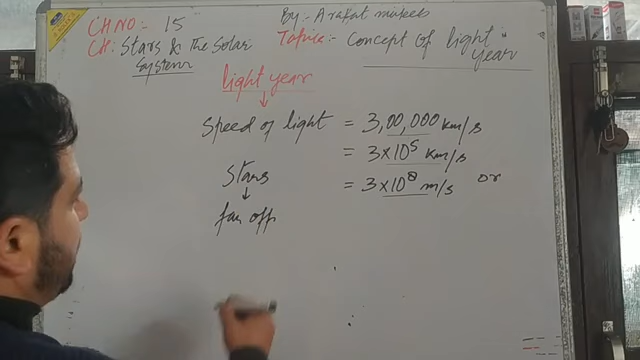 CH NO:- 15
By:- Arafat
CH: Stars & The Solar System
Topic:- Concept Of light year
light year
Speed of light = 3,00,000 km/s
= 3×10⁵ km/s
= 3×10⁸ m/s or
Stars
far off